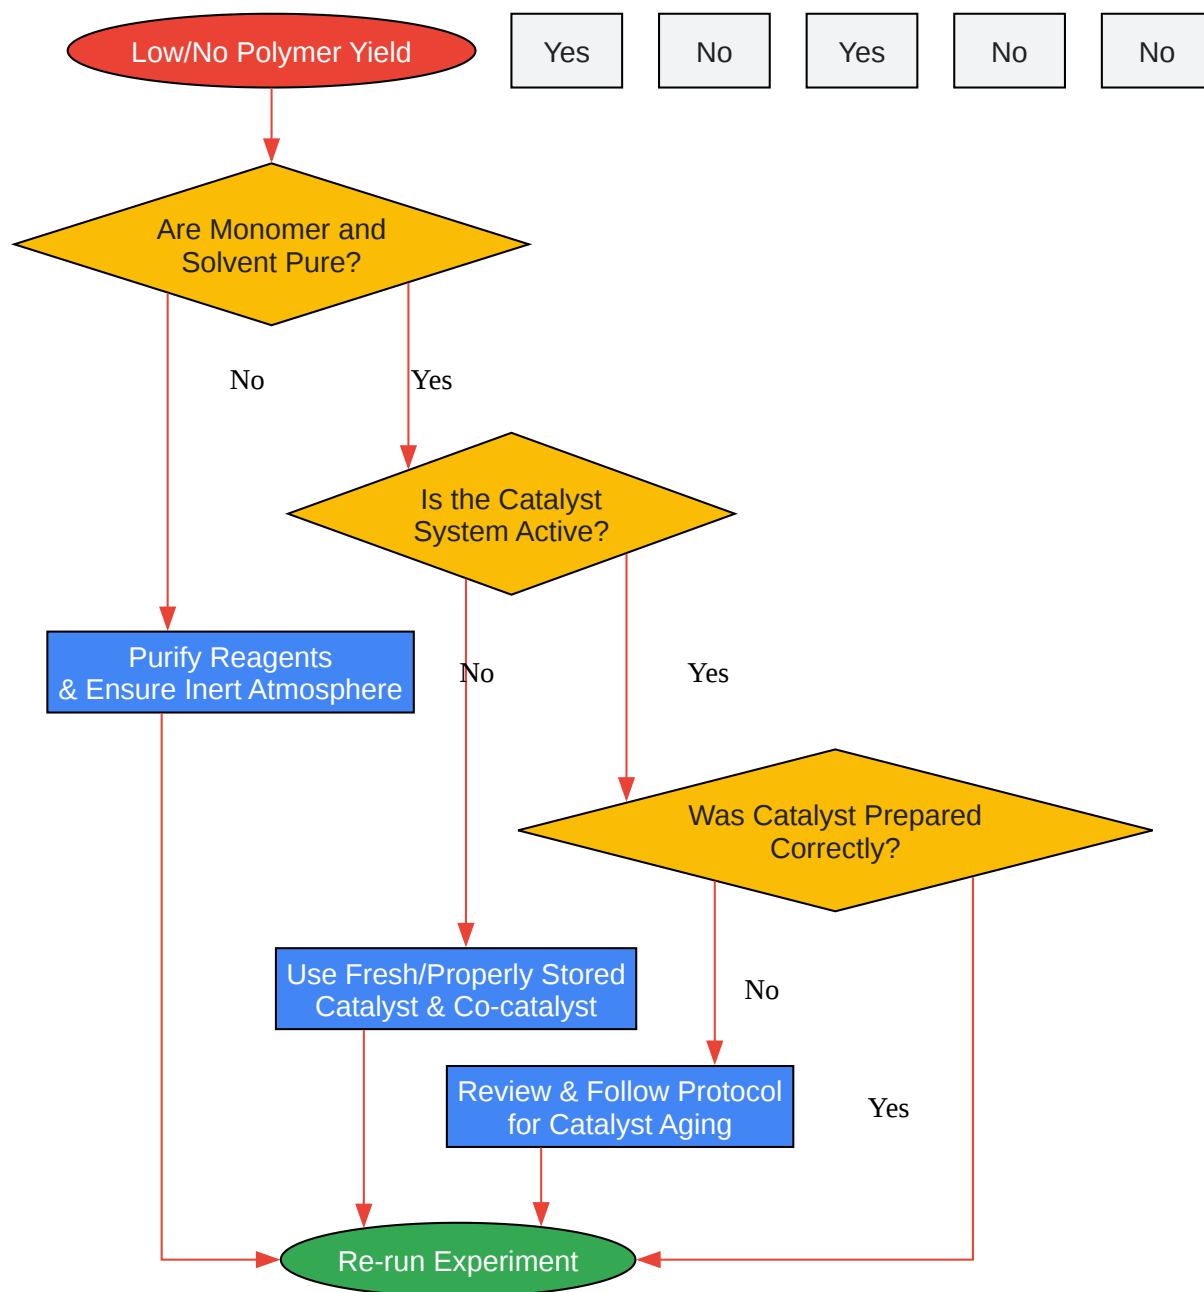 Low/No Polymer Yield
Yes
No
Yes
No
No
Are Monomer and
Solvent Pure?
No
Yes
Is the Catalyst
System Active?
Purify Reagents
& Ensure Inert Atmosphere
No
Yes
Was Catalyst Prepared
Correctly?
Use Fresh/Properly Stored
Catalyst & Co-catalyst
No
Review & Follow Protocol
for Catalyst Aging
Yes
Re-run Experiment